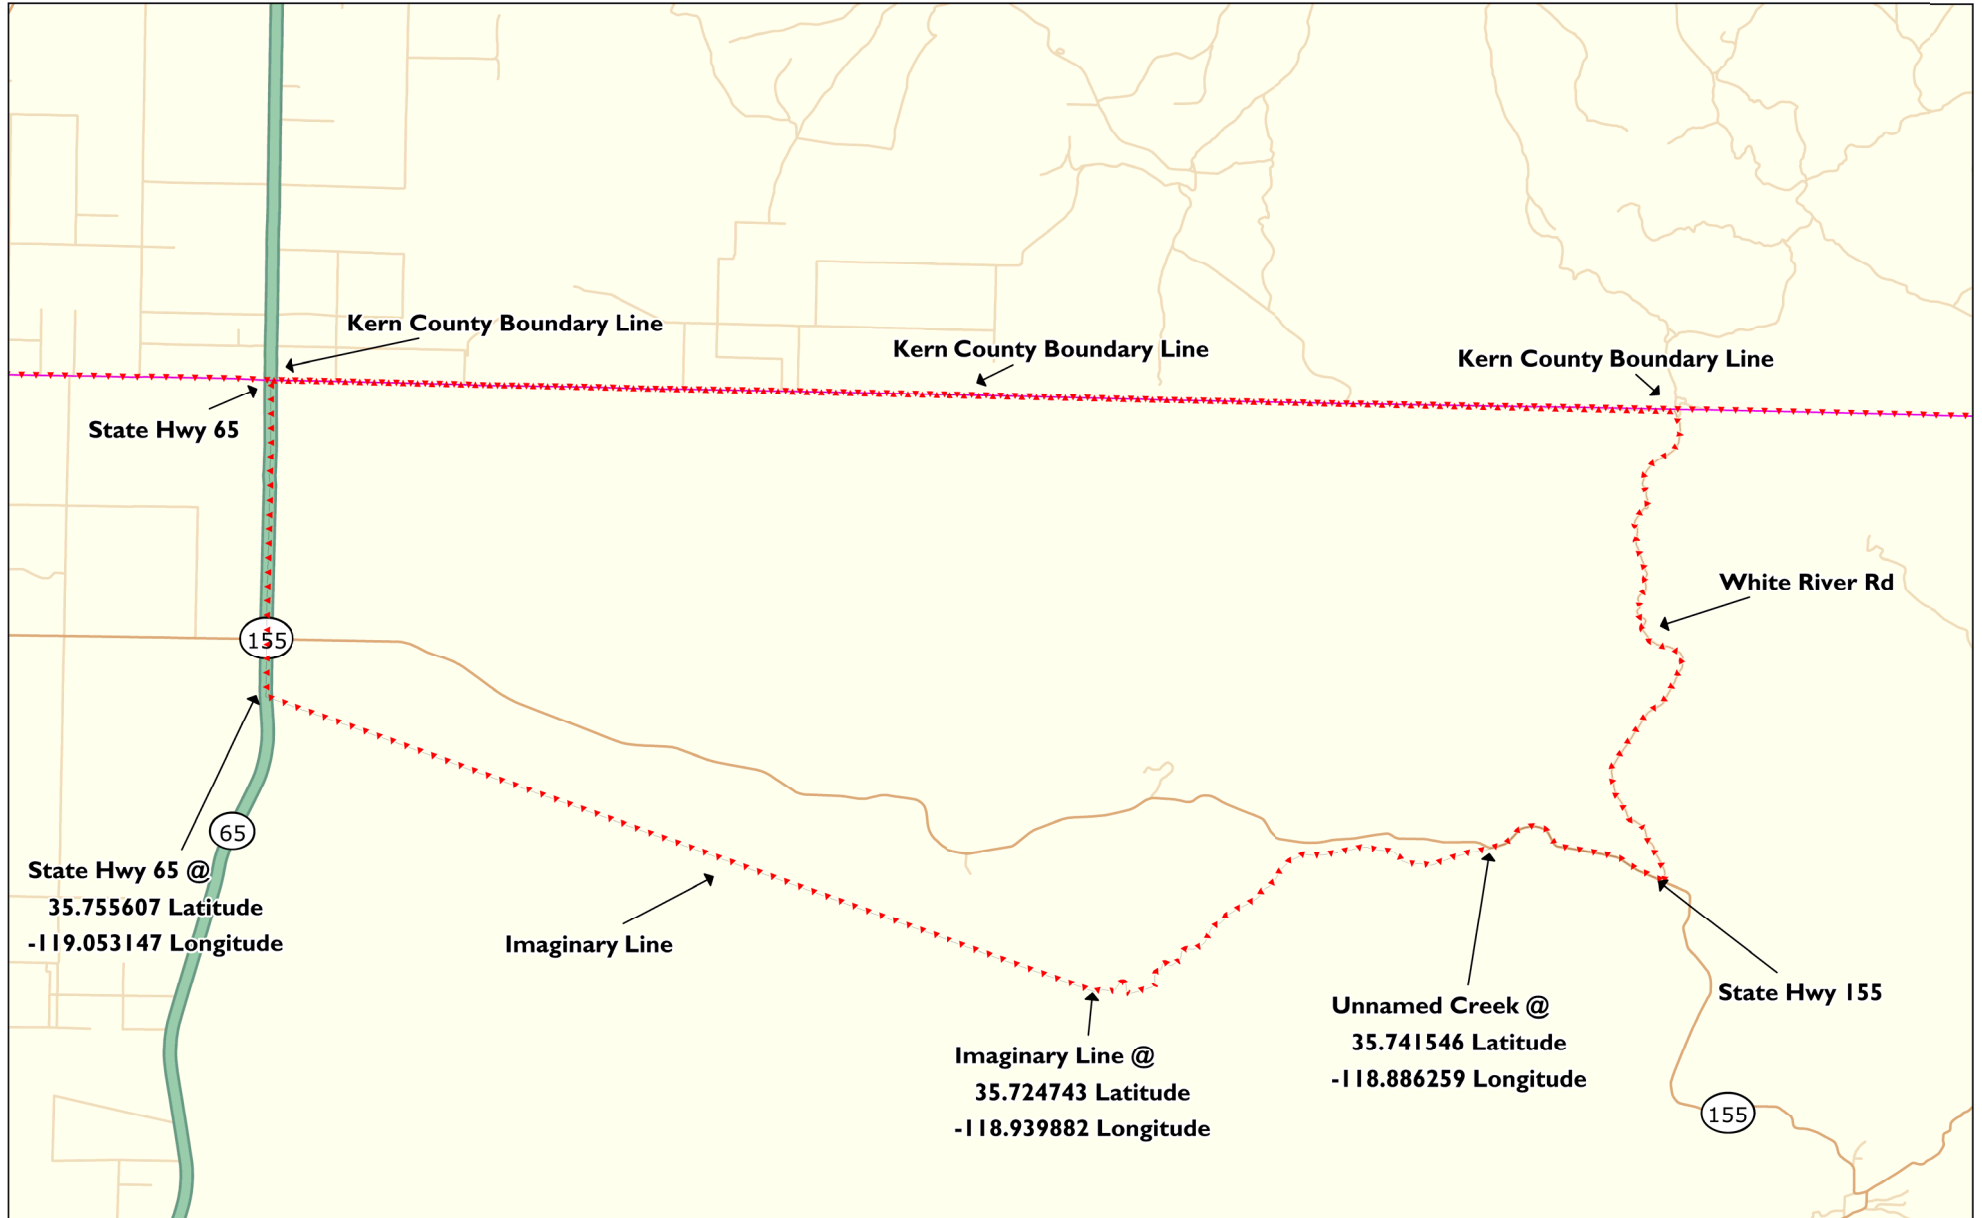 Kern County Boundary Line
Kern County Boundary Line
Kern County Boundary Line
State Hwy 65
White River Rd
155
65
State Hwy 65 @
35.755607 Latitude
-119.053147 Longitude
Imaginary Line
State Hwy 155
Unnamed Creek @
35.741546 Latitude
-118.886259 Longitude
Imaginary Line @
35.724743 Latitude
-118.939882 Longitude
155